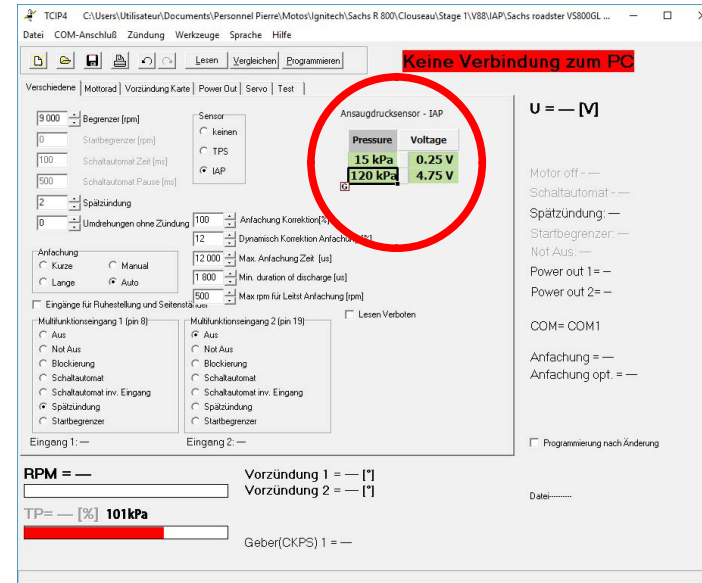 TCIP4 C:\Users\Utilisateur\Documents\Personnel Pierre\Motos\Ignitech\Sachs R 800\Clouseau\Stage 1\V88\IAP\Sachs roadster VS800GL ...
Datei COM-Anschluß Zündung Werkzeuge Sprache Hilfe
Lesen Vergleichen Programmieren
Keine Verbindung zum PC
Verschiedene Motorrad Vorzündung Karte Power Out Servo Test
9 000 Begrenzer [rpm]
0 Startbegrenzer [rpm]
100 Schaltautomat Zeit [ms]
500 Schaltautomat Pause [ms]
2 Spätzündung
0 Umdrehungen ohne Zündung
Sensor
keinen
TPS
IAP
Ansaugdrucksensor - IAP
Pressure Voltage
15 kPa 0.25 V
120 kPa 4.75 V
G
100 Anfachung Korrektion[%]
12 Dynamisch Korrektion Anfachung [%]
12 000 Max. Anfachung Zeit [us]
1 800 Min. duration of discharge [us]
500 Max rpm für Leitst Anfachung [rpm]
Anfachung
Kurze Manual
Lange Auto
Eingänge für Ruhestellung und Seitenständer
Lesen Verboten
Multifunktionseingang 1 (pin 8)
Aus
Not Aus
Blockierung
Schaltautomat
Schaltautomat inv. Eingang
Spätzündung
Startbegrenzer
Eingang 1: —
Multifunktionseingang 2 (pin 19)
Aus
Not Aus
Blockierung
Schaltautomat
Schaltautomat inv. Eingang
Spätzündung
Startbegrenzer
Eingang 2: —
U = — [V]
Motor off - —
Schaltautomat - —
Spätzündung: —
Startbegrenzer: —
Not Aus: —
Power out 1= –
Power out 2= –
COM= COM1
Anfachung = —
Anfachung opt. = —
Programmierung nach Änderung
Datei----------
RPM = —
Vorzündung 1 = — [°]
Vorzündung 2 = — [°]
TP= — [%] 101kPa
Geber(CKPS) 1 = —